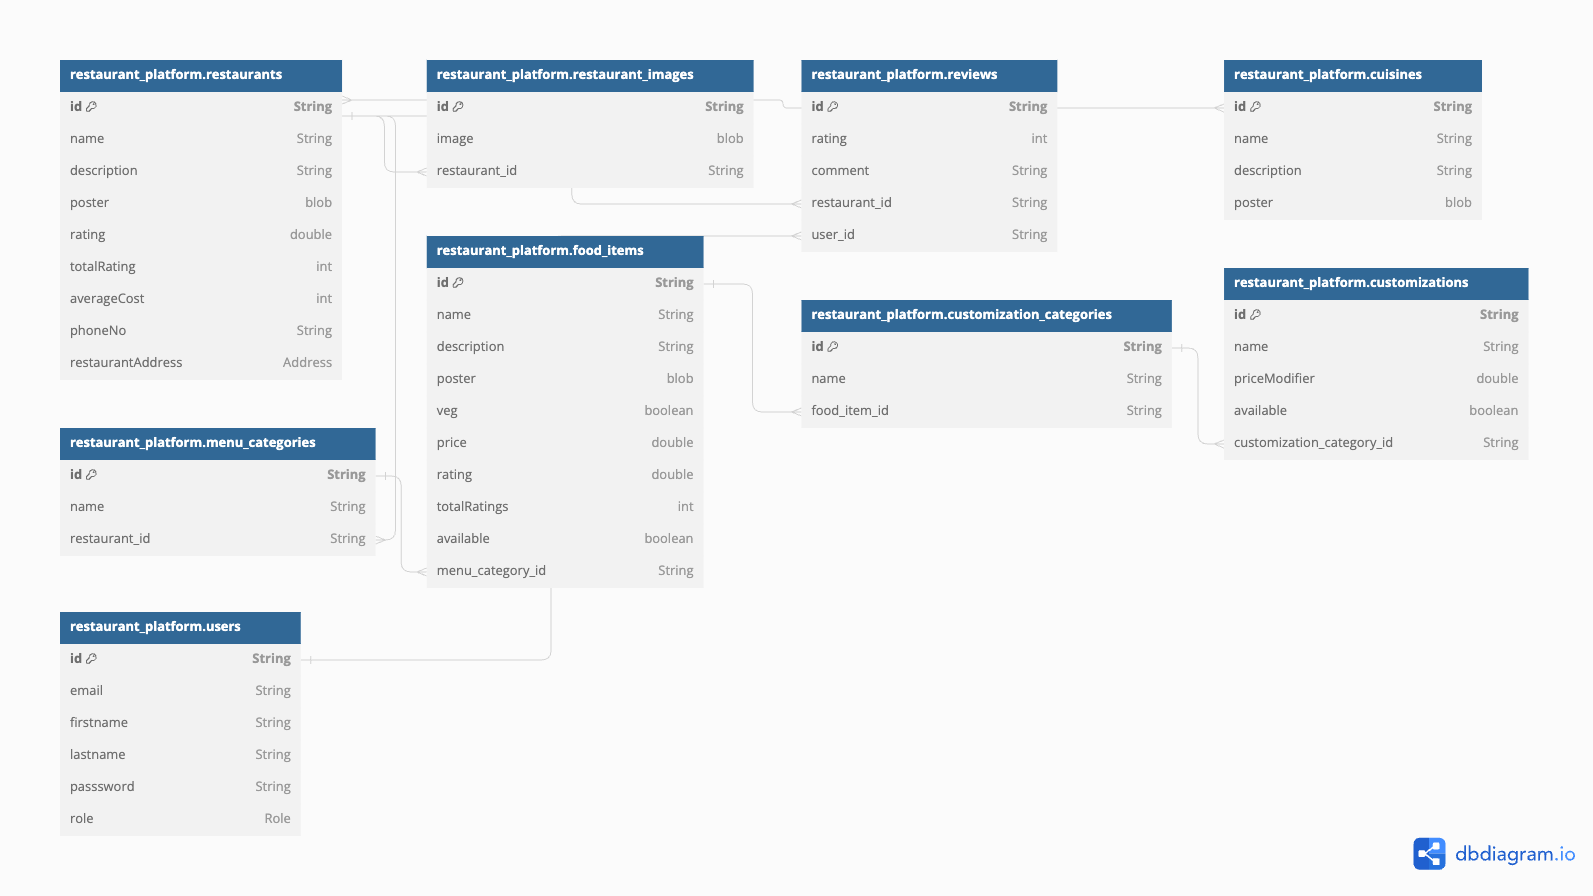 restaurant_platform.restaurants
id String
name String
description String
poster blob
rating double
totalRating int
averageCost int
phoneNo String
restaurantAddress Address
restaurant_platform.restaurant_images
id String
image blob
restaurant_id String
restaurant_platform.reviews
id String
rating int
comment String
restaurant_id String
user_id String
restaurant_platform.cuisines
id String
name String
description String
poster blob
restaurant_platform.food_items
id String
name String
description String
poster blob
veg boolean
price double
rating double
totalRatings int
available boolean
menu_category_id String
restaurant_platform.customization_categories
id String
name String
food_item_id String
restaurant_platform.customizations
id String
name String
priceModifier double
available boolean
customization_category_id String
restaurant_platform.menu_categories
id String
name String
restaurant_id String
restaurant_platform.users
id String
email String
firstname String
lastname String
passsword String
role Role
dbdiagram.io